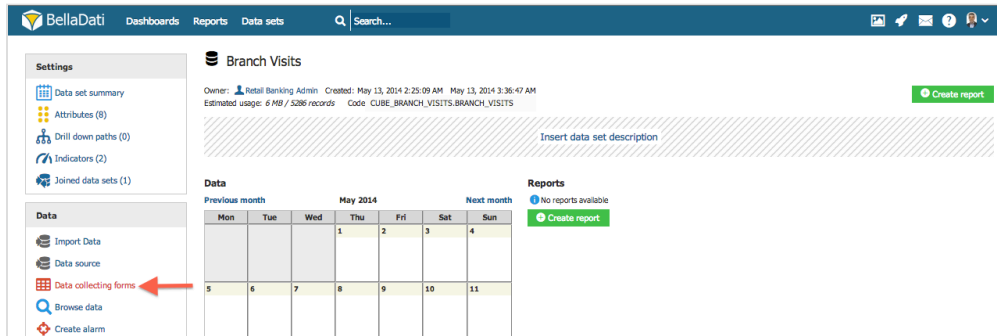 BellaDati Dashboards Reports Data sets Search...
Settings
Data set summary
Attributes (8)
Drill down paths (0)
Indicators (2)
Joined data sets (1)
Data
Import Data
Data source
Data collecting forms
Browse data
Create alarm
Branch Visits
Owner: Retail Banking Admin Created: May 13, 2014 2:25:09 AM May 13, 2014 3:36:47 AM
Estimated usage: 6 MB / 5286 records Code CUBE_BRANCH_VISITS.BRANCH_VISITS
Create report
Insert data set description
Data
Previous month May 2014 Next month
Mon Tue Wed Thu Fri Sat Sun
1 2 3 4
5 6 7 8 9 10 11
Reports
No reports available
Create report